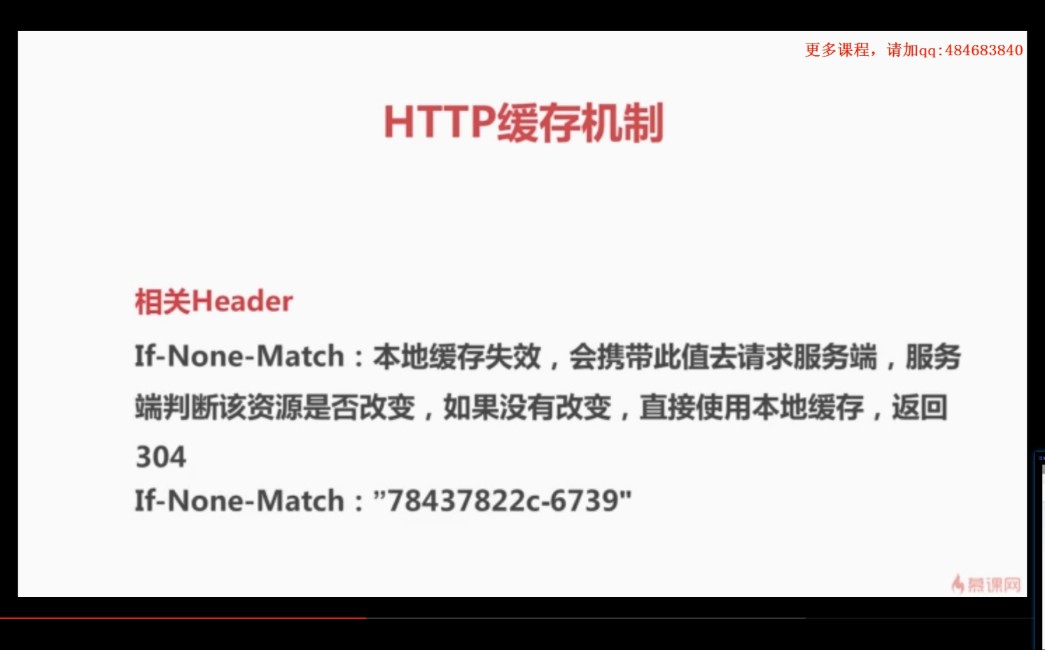 更多课程，请加qq:484683840
HTTP缓存机制
相关Header
If-None-Match：本地缓存失效，会携带此值去请求服务端，服务
端判断该资源是否改变，如果没有改变，直接使用本地缓存，返回
304
If-None-Match：”78437822c-6739"
慕课网